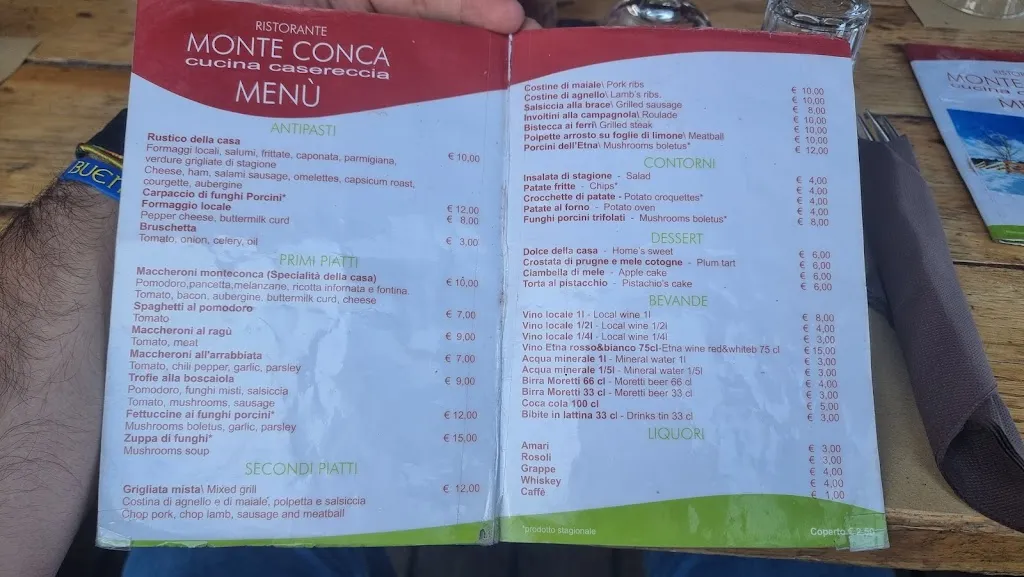 RISTORANTE
MONTE CONCA
cucina casereccia
MENÙ
ANTIPASTI
Rustico della casa
Formaggi locali, salumi, frittate, caponata, parmigiana, € 10,00
verdure grigliate di stagione
Cheese, ham, salami sausage, omelettes, capsicum roast,
courgette, aubergine
Carpaccio di funghi Porcini* € 12,00
Formaggio locale € 8,00
Pepper cheese, buttermilk curd
Bruschetta € 3,00
Tomato, onion, celery, oil
PRIMI PIATTI
Maccheroni monteconca (Specialità della casa) € 10,00
Pomodoro,pancetta,melanzane, ricotta infornata e fontina.
Tomato, bacon, aubergine, buttermilk curd, cheese
Spaghetti al pomodoro € 7,00
Tomato
Maccheroni al ragù € 9,00
Tomato, meat
Maccheroni all'arrabbiata € 7,00
Tomato, chili pepper, garlic, parsley
Trofie alla boscaiola € 9,00
Pomodoro, funghi misti, salsiccia
Tomato, mushrooms, sausage
Fettuccine ai funghi porcini* € 12,00
Mushrooms boletus, garlic, parsley
Zuppa di funghi* € 15,00
Mushrooms soup
SECONDI PIATTI
Grigliata mista\ Mixed grill € 12,00
Costina di agnello e di maiale, polpetta e salsiccia
Chop pork, chop lamb, sausage and meatball
Costine di maiale\ Pork ribs € 10,00
Costine di agnello\ Lamb's ribs. € 10,00
Salsiccia alla brace\ Grilled sausage € 8,00
Involtini alla campagnola\ Roulade € 10,00
Bistecca ai ferri\ Grilled steak € 10,00
Polpette arrosto su foglie di limone\ Meatball € 10,00
Porcini dell'Etna\ Mushrooms boletus* € 12,00
CONTORNI
Insalata di stagione - Salad € 4,00
Patate fritte - Chips* € 4,00
Crocchette di patate - Potato croquettes* € 4,00
Patate al forno - Potato oven € 4,00
Funghi porcini trifolati - Mushrooms boletus* € 8,00
DESSERT
Dolce della casa - Home's sweet € 6,00
Crostata di prugne e mele cotogne - Plum tart € 6,00
Ciambella di mele - Apple cake € 6,00
Torta al pistacchio - Pistachio's cake € 6,00
BEVANDE
Vino locale 1l - Local wine 1l € 8,00
Vino locale 1/2l - Local wine 1/2l € 4,00
Vino locale 1/4l - Local wine 1/4l € 3,00
Vino Etna rosso&bianco 75cl-Etna wine red&whiteb 75 cl € 15,00
Acqua minerale 1l - Mineral water 1l € 3,00
Acqua minerale 1/5l - Mineral water 1/5l € 3,00
Birra Moretti 66 cl - Moretti beer 66 cl € 4,00
Birra Moretti 33 cl - Moretti beer 33 cl € 3,00
Coca cola 100 cl € 5,00
Bibite in lattina 33 cl - Drinks tin 33 cl € 3,00
LIQUORI
Amari € 3,00
Rosoli € 3,00
Grappe € 4,00
Whiskey € 4,00
Caffè € 1,00
*prodotto stagionale
Coperto € 2,50
MONTE
cucina
BUE